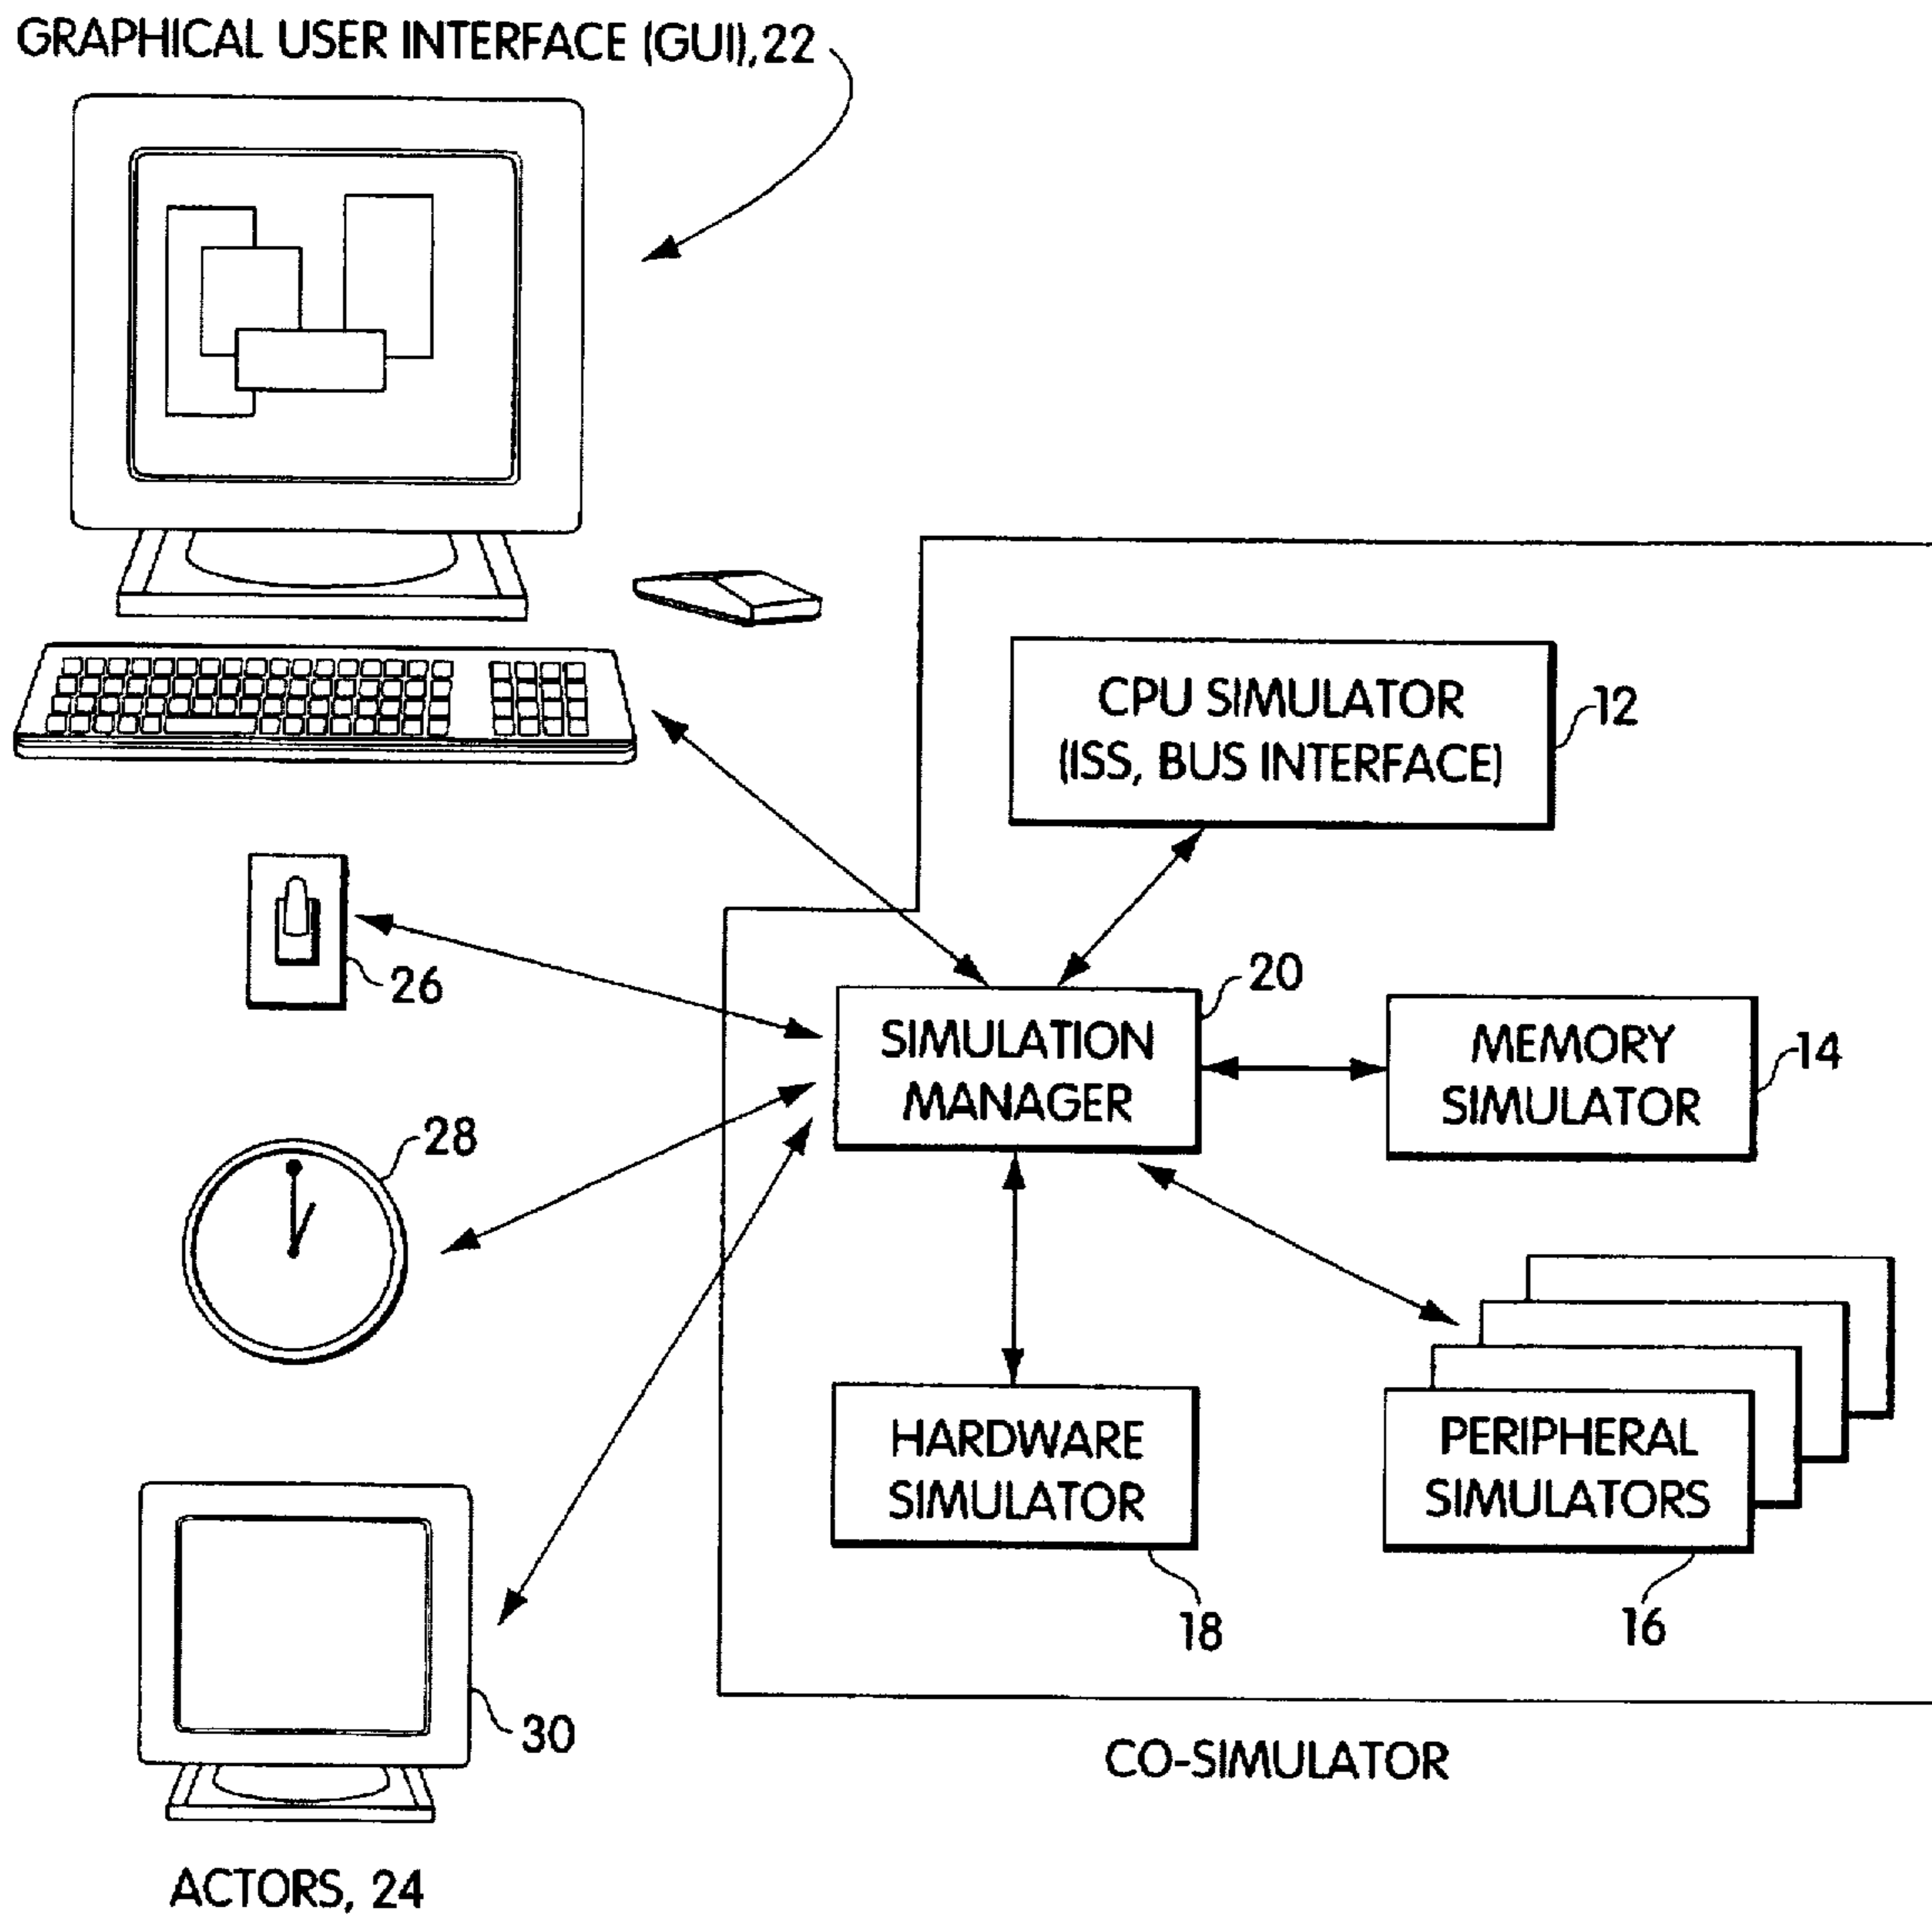 GRAPHICAL USER INTERFACE (GUI), 22
CPU SIMULATOR
(ISS, BUS INTERFACE)
12
26
20
SIMULATION
MANAGER
MEMORY
SIMULATOR
14
28
HARDWARE
SIMULATOR
18
PERIPHERAL
SIMULATORS
16
30
CO-SIMULATOR
ACTORS, 24